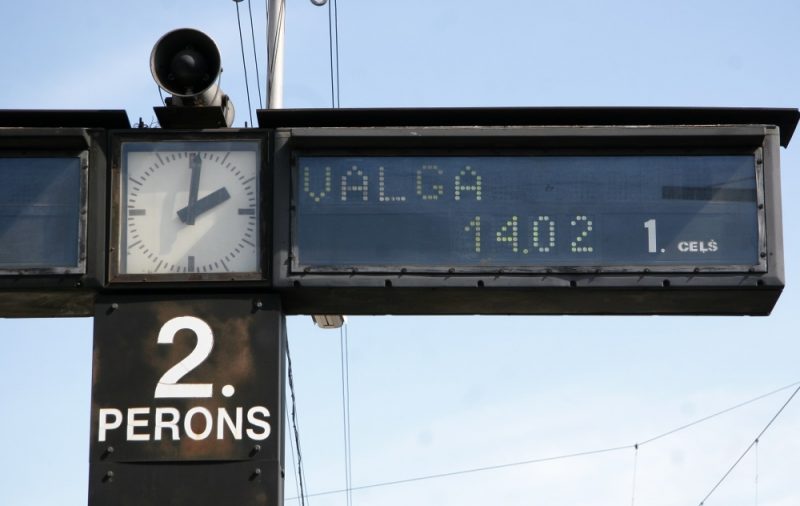 VALGA
14.02 1. CEĻŠ
2.
PERONS